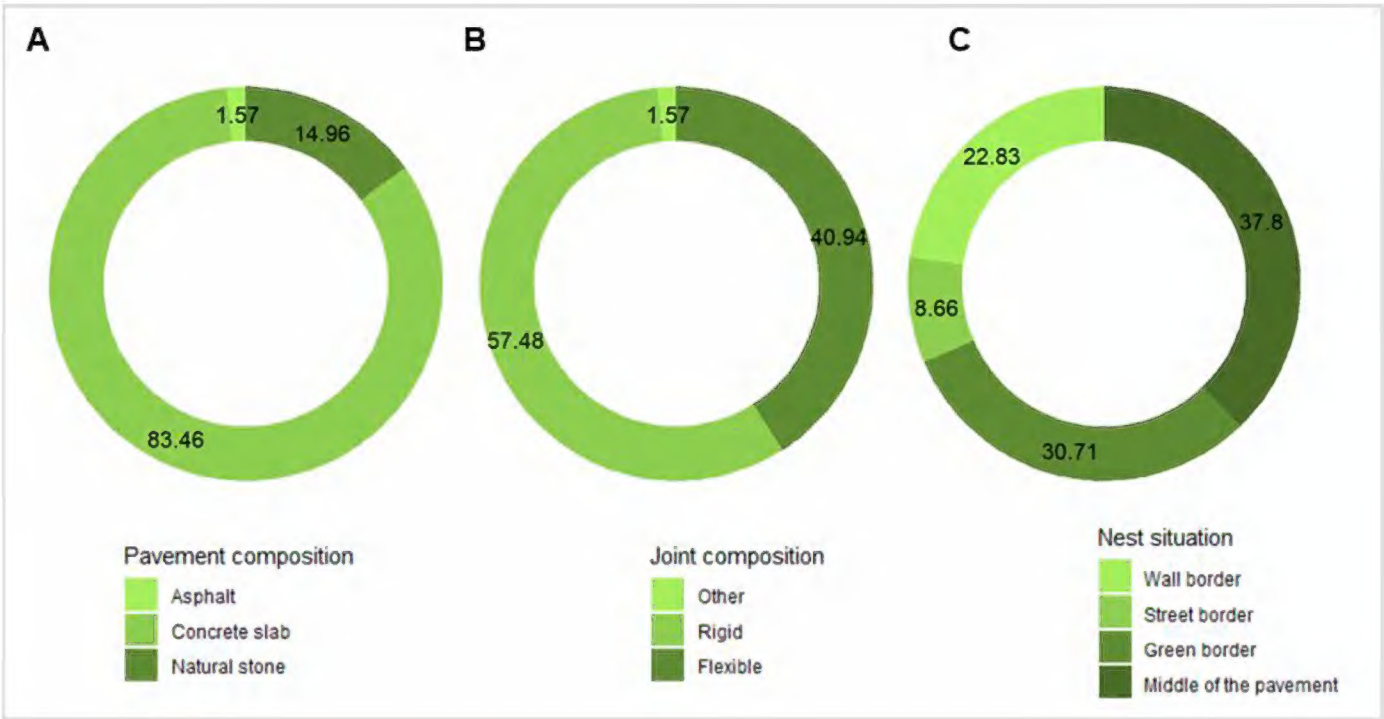 A
B
C
1.57
14.96
83.46
1.57
40.94
57.48
22.83
37.8
8.66
30.71
Pavement composition
Asphalt
Concrete slab
Natural stone
Joint composition
Other
Rigid
Flexible
Nest situation
Wall border
Street border
Green border
Middle of the pavement